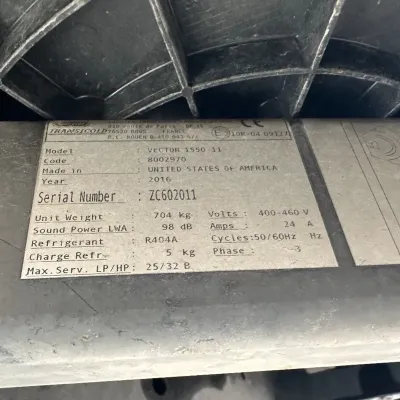 TRANSICOLD
Model VECTOR 1550 11
Code 8002970
Made in UNITED STATES OF AMERICA
Year 2016
Serial Number : ZC602011
Unit Weight : 704 kg Volts : 400-460 V
Sound Power LWA : 98 dB Amps : 24 A
Refrigerant : R404A Cycles: 50/60Hz Hz
Charge Refr. : 5 kg Phase : 3
Max. Serv. LP/HP: 25/32 B